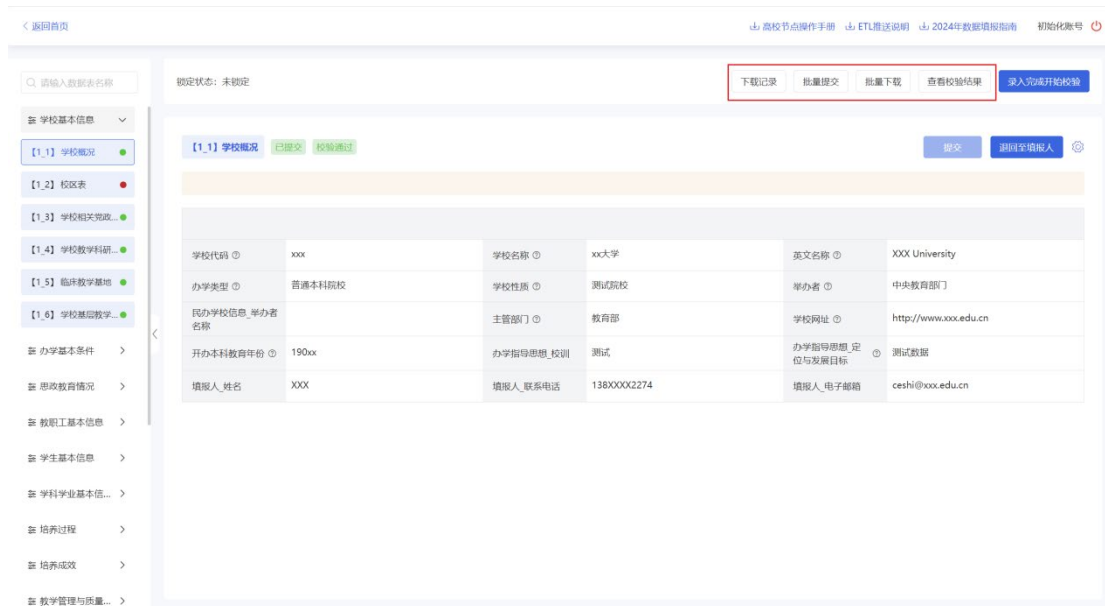 返回首页
高校节点操作手册 ETL推送说明 2024年数据填报指南 初始化账号
请输入数据表名称
锁定状态：未锁定
下载记录 批量提交 批量下载 查看校验结果 录入完成开始校验
学校基本信息
【1_1】学校概况
【1_2】校区表
【1_3】学校相关党政...
【1_4】学校教学科研...
【1_5】临床教学基地
【1_6】学校基层教学...
办学基本条件
思政教育情况
教职工基本信息
学生基本信息
学科学业基本信...
培养过程
培养成效
教学管理与质量...
【1_1】学校概况 已提交 校验通过
提交 退回至填报人
学校代码 xxx 学校名称 xx大学 英文名称 XXX University
办学类型 普通本科院校 学校性质 测试院校 举办者 中央教育部门
民办学校信息_举办者
名称
主管部门 教育部 学校网址 http://www.xxx.edu.cn
开办本科教育年份 190xx 办学指导思想_校训 测试 办学指导思想_定
位与发展目标 测试数据
填报人_姓名 XXX 填报人_联系电话 138XXXX2274 填报人_电子邮箱 ceshi@xxx.edu.cn